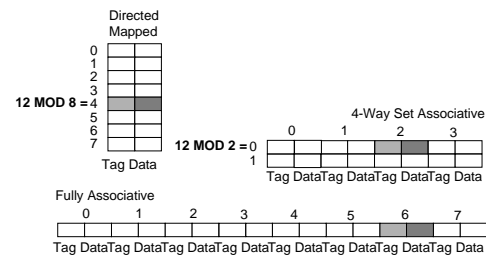 Directed
Mapped
0
1
2
3
12 MOD 8 = 4
5
6
7
Tag Data
4-Way Set Associative
0 1 2 3
12 MOD 2 = 0
1
Tag DataTag DataTag DataTag Data
Fully Associative
0 1 2 3 4 5 6 7
Tag DataTag DataTag DataTag DataTag DataTag DataTag DataTag Data